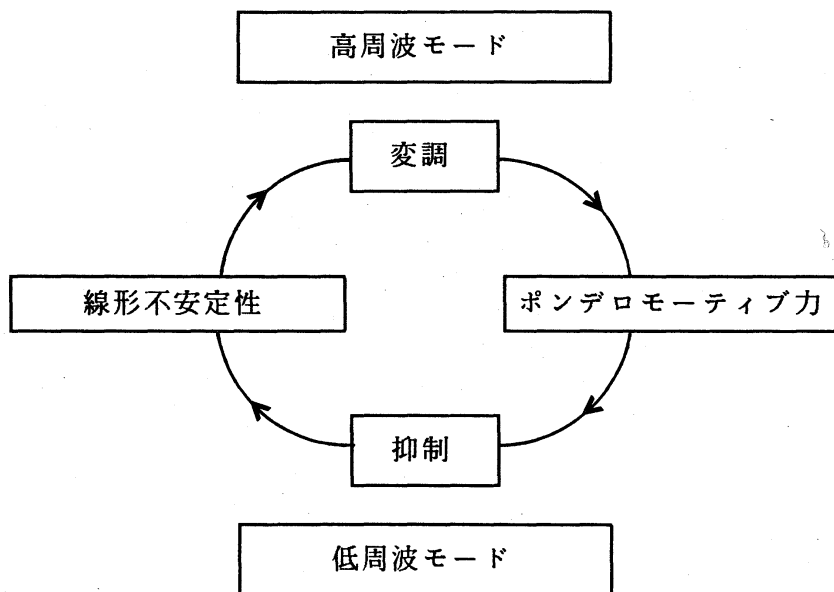 高周波モード
変調
線形不安定性
ポンデロモーティブ力
抑制
低周波モード